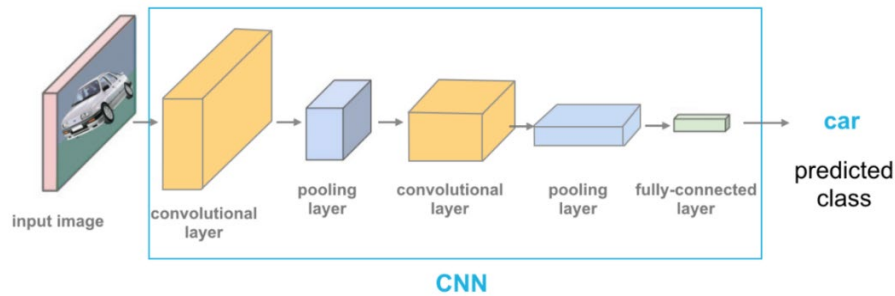 input image
convolutional
layer
pooling
layer
convolutional
layer
pooling
layer
fully-connected
layer
car
predicted
class
CNN